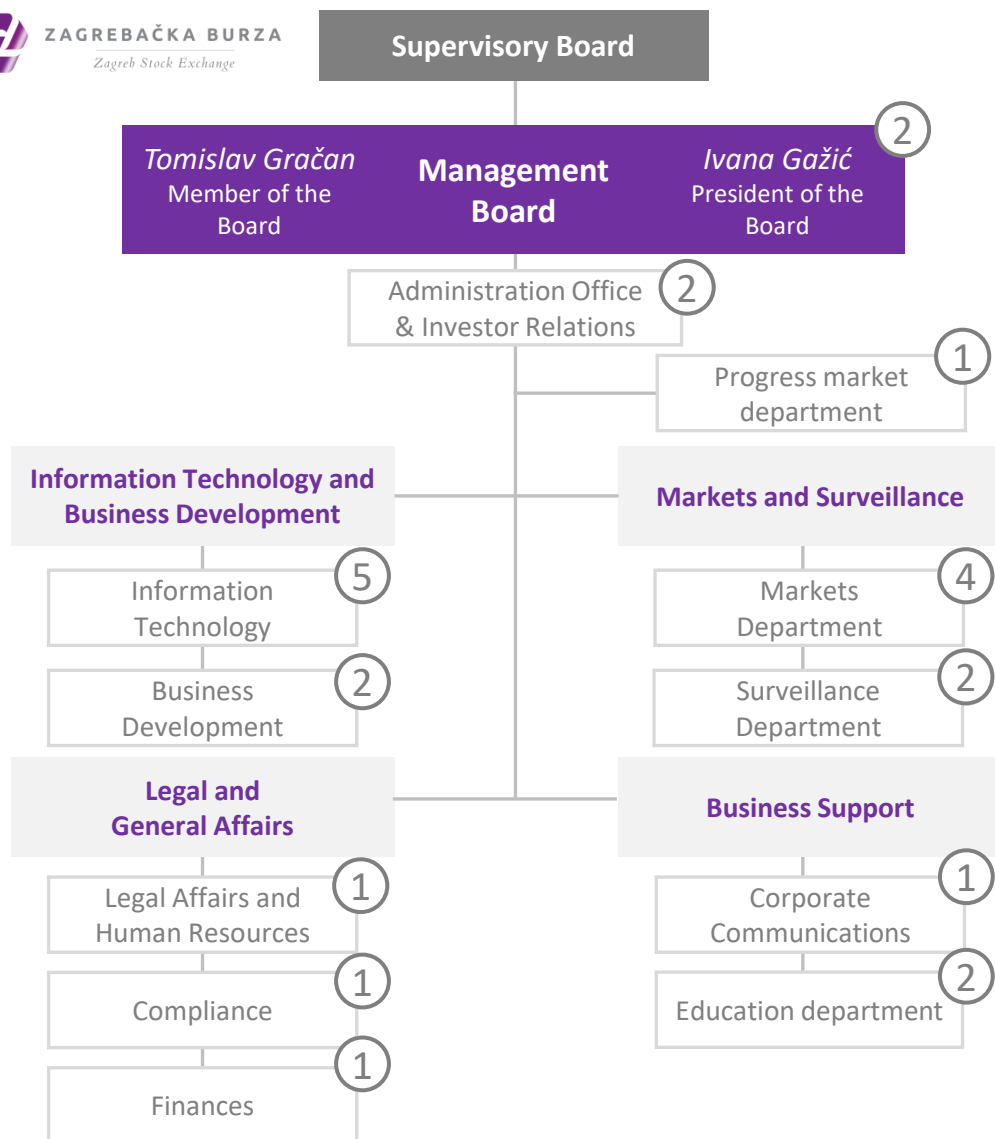 ZAGREBAČKA BURZA
Zagreb Stock Exchange
Supervisory Board
2
Tomislav Gračan
Member of the
Board
Management
Board
Ivana Gažić
President of the
Board
Administration Office
& Investor Relations
2
Progress market
department
1
Information Technology and
Business Development
Markets and Surveillance
Information
Technology
5
Markets
Department
4
Business
Development
2
Surveillance
Department
2
Legal and
General Affairs
Business Support
Legal Affairs and
Human Resources
1
Corporate
Communications
1
Compliance
1
Education department
2
Finances
1